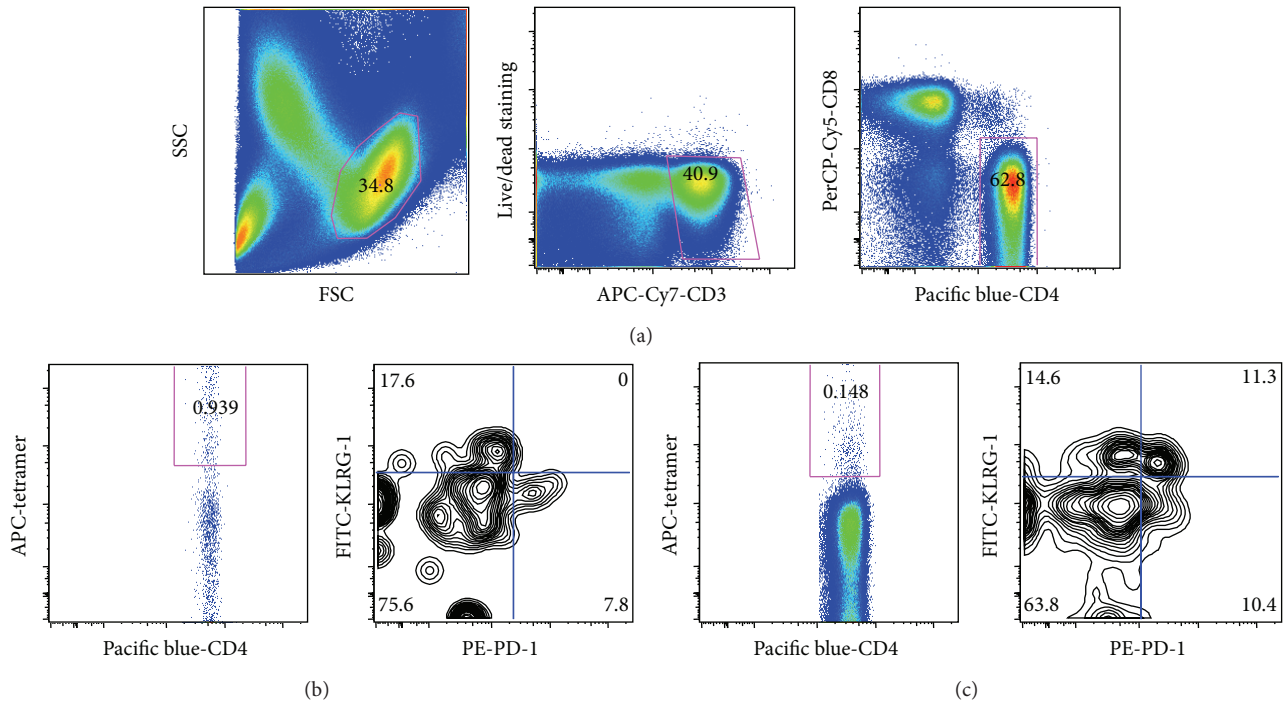 SSC
34.8
FSC
Live/dead staining
40.9
APC-Cy7-CD3
PerCP-Cy5-CD8
62.8
Pacific blue-CD4
(a)
APC-tetramer
0.939
Pacific blue-CD4
FITC-KLRG-1
17.6
0
75.6
7.8
PE-PD-1
(b)
APC-tetramer
0.148
Pacific blue-CD4
FITC-KLRG-1
14.6
11.3
63.8
10.4
PE-PD-1
(c)